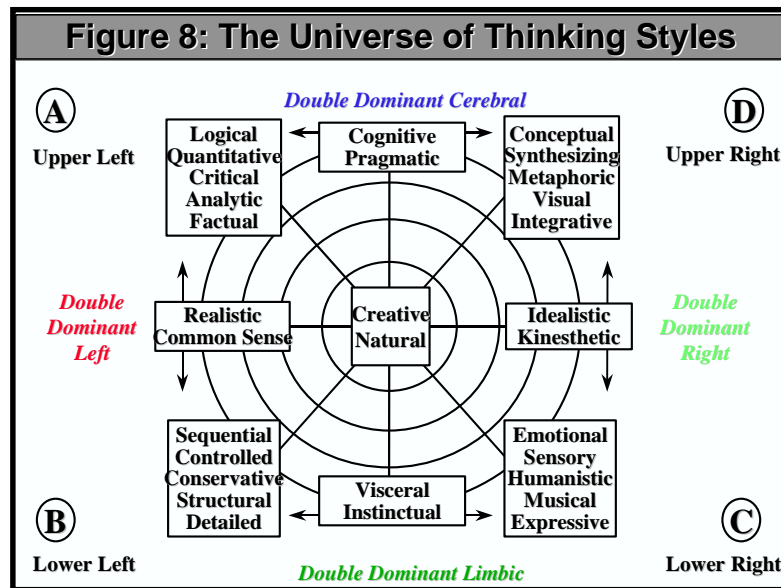 Figure 8: The Universe of Thinking Styles
A
Upper Left
Double Dominant Cerebral
D
Upper Right
Logical
Quantitative
Critical
Analytic
Factual
Cognitive
Pragmatic
Conceptual
Synthesizing
Metaphoric
Visual
Integrative
Double
Dominant
Left
Realistic
Common Sense
Creative
Natural
Idealistic
Kinesthetic
Double
Dominant
Right
Sequential
Controlled
Conservative
Structural
Detailed
Visceral
Instinctual
Emotional
Sensory
Humanistic
Musical
Expressive
B
Lower Left
Double Dominant Limbic
C
Lower Right